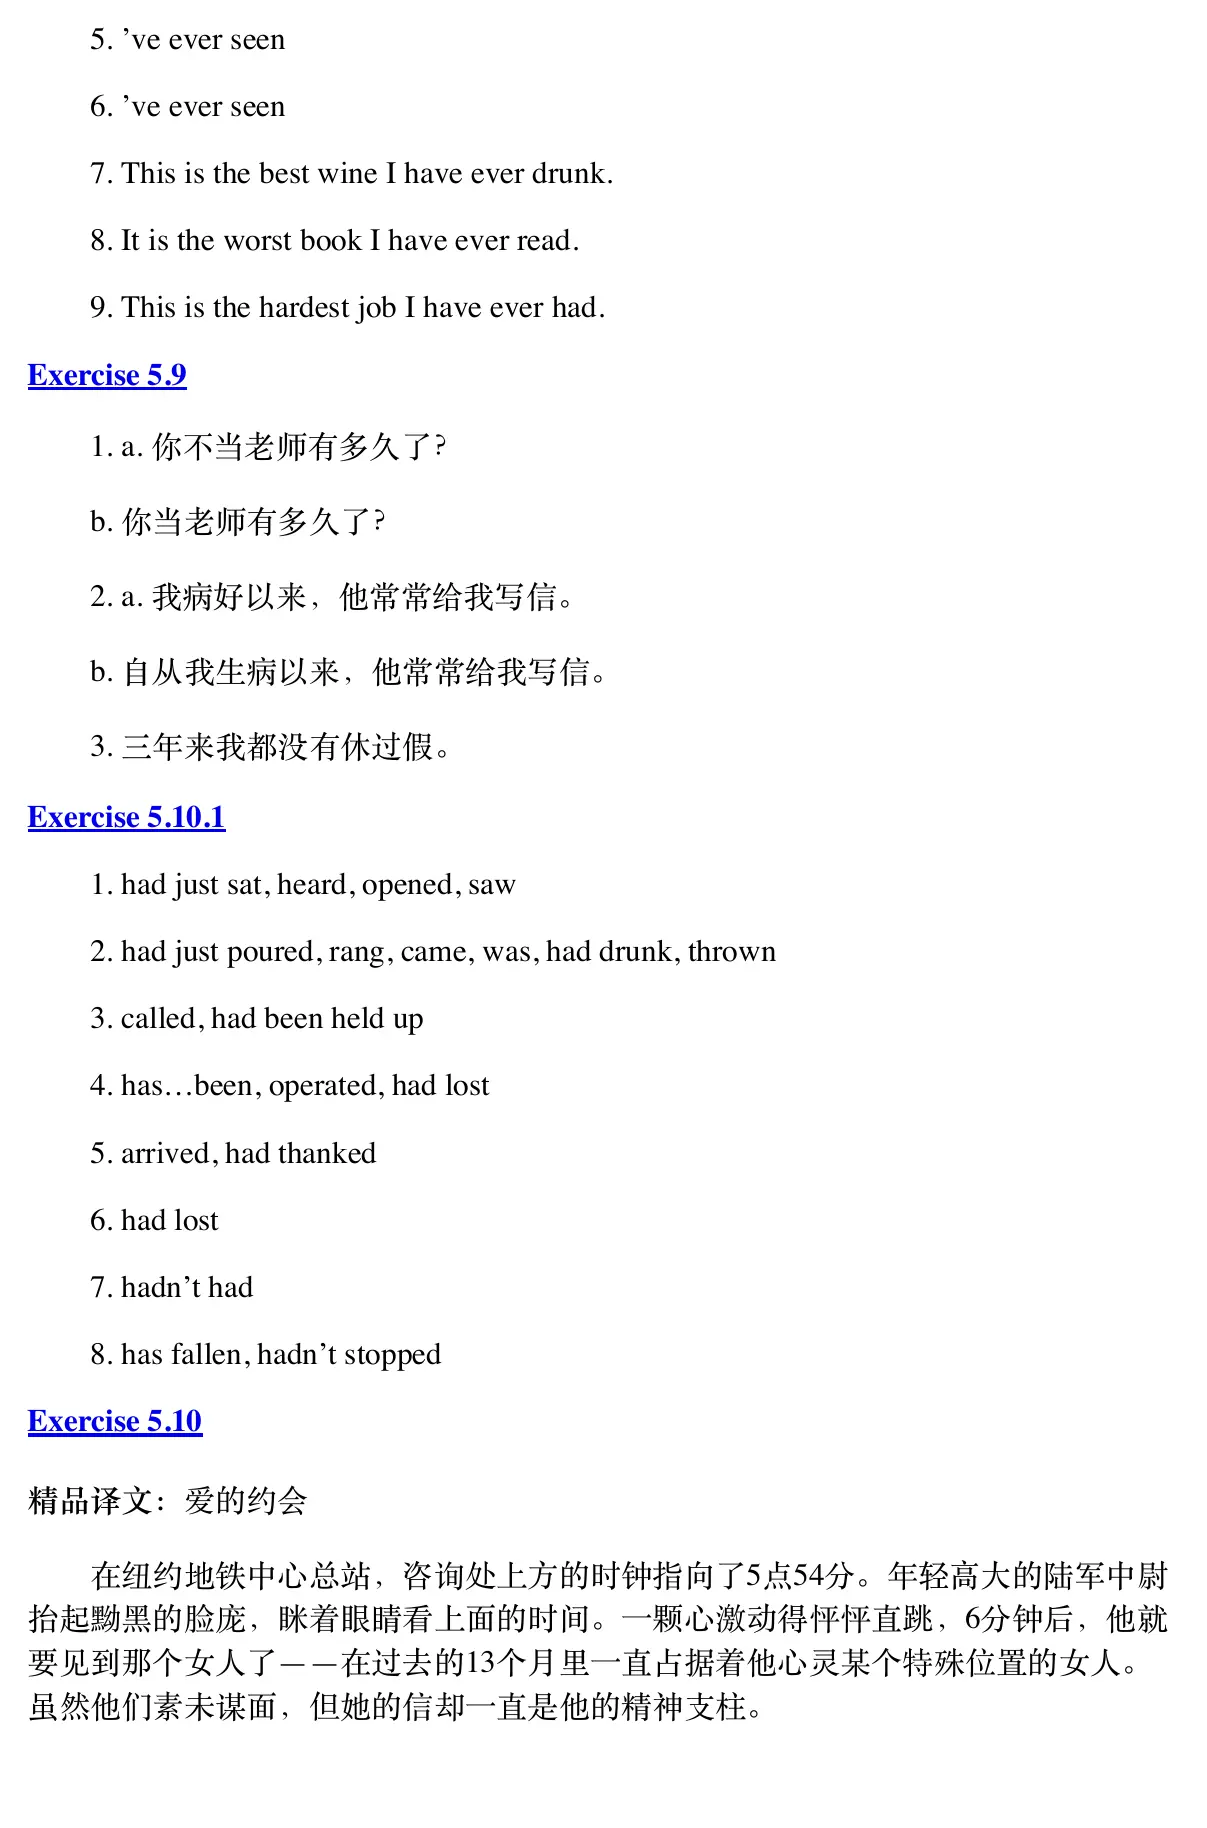 5. ’ve ever seen
6. ’ve ever seen
7. This is the best wine I have ever drunk.
8. It is the worst book I have ever read.
9. This is the hardest job I have ever had.
Exercise 5.9
1. a. 你不当老师有多久了？
b. 你当老师有多久了？
2. a. 我病好以来，他常常给我写信。
b. 自从我生病以来，他常常给我写信。
3. 三年来我都没有休过假。
Exercise 5.10.1
1. had just sat, heard, opened, saw
2. had just poured, rang, came, was, had drunk, thrown
3. called, had been held up
4. has…been, operated, had lost
5. arrived, had thanked
6. had lost
7. hadn’t had
8. has fallen, hadn’t stopped
Exercise 5.10
精品译文：爱的约会
在纽约地铁中心总站，咨询处上方的时钟指向了5点54分。年轻高大的陆军中尉
抬起黝黑的脸庞，眯着眼睛看上面的时间。一颗心激动得怦怦直跳，6分钟后，他就
要见到那个女人了——在过去的13个月里一直占据着他心灵某个特殊位置的女人。
虽然他们素未谋面，但她的信却一直是他的精神支柱。